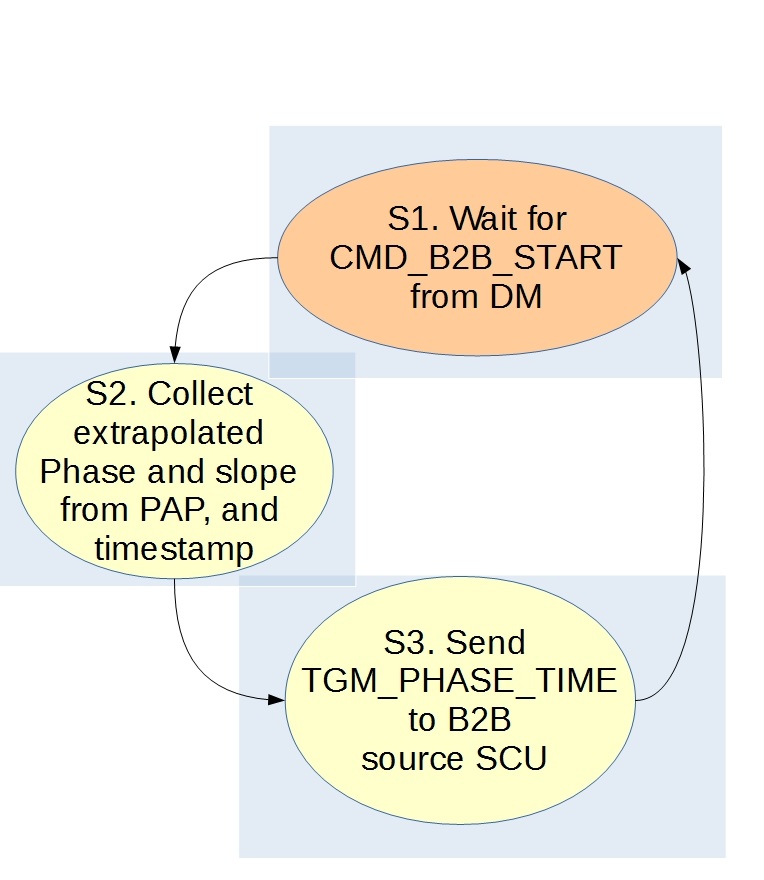 S1. Wait for
CMD_B2B_START
from DM
S2. Collect
extrapolated
Phase and slope
from PAP, and
timestamp
S3. Send
TGM_PHASE_TIME
to B2B
source SCU